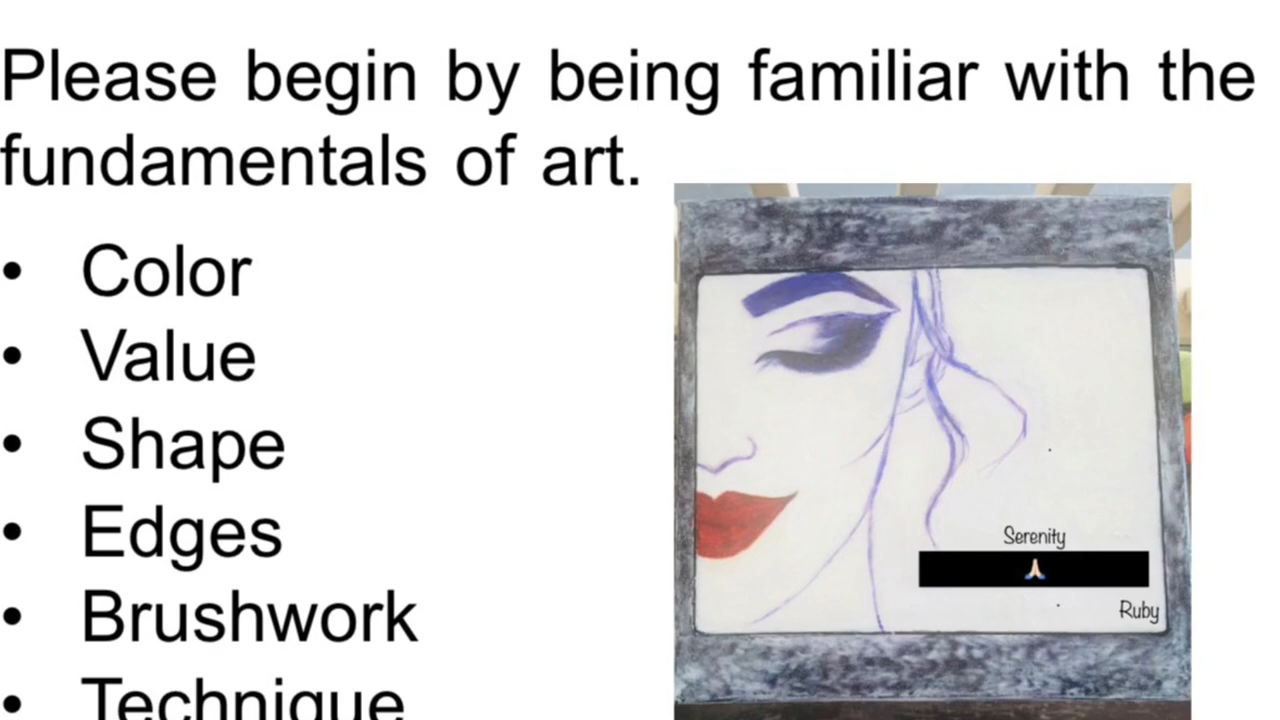 Please begin by being familiar with the
fundamentals of art.
• Color
• Value
• Shape
• Edges
• Brushwork
• Technique
Serenity
🙏🏻
Ruby